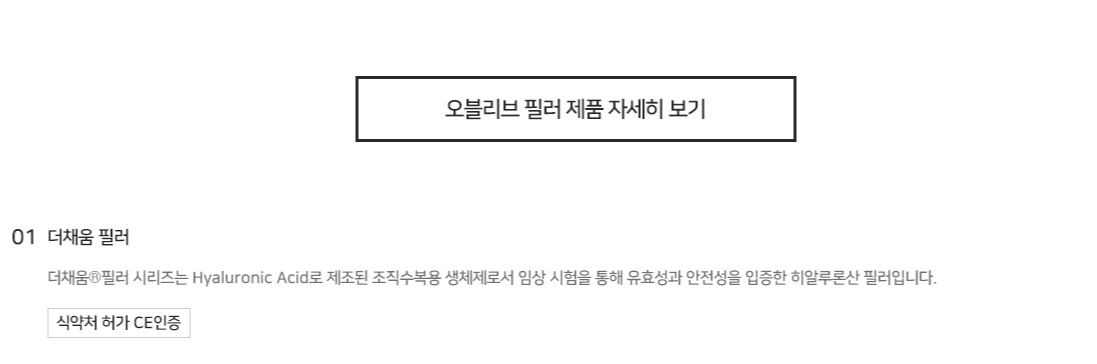 오블리브 필러 제품 자세히 보기
01 더채움 필러
더채움®필러 시리즈는 Hyaluronic Acid로 제조된 조직수복용 생체제로서 임상 시험을 통해 유효성과 안전성을 입증한 히알루론산 필러입니다.
식약처 허가 CE인증